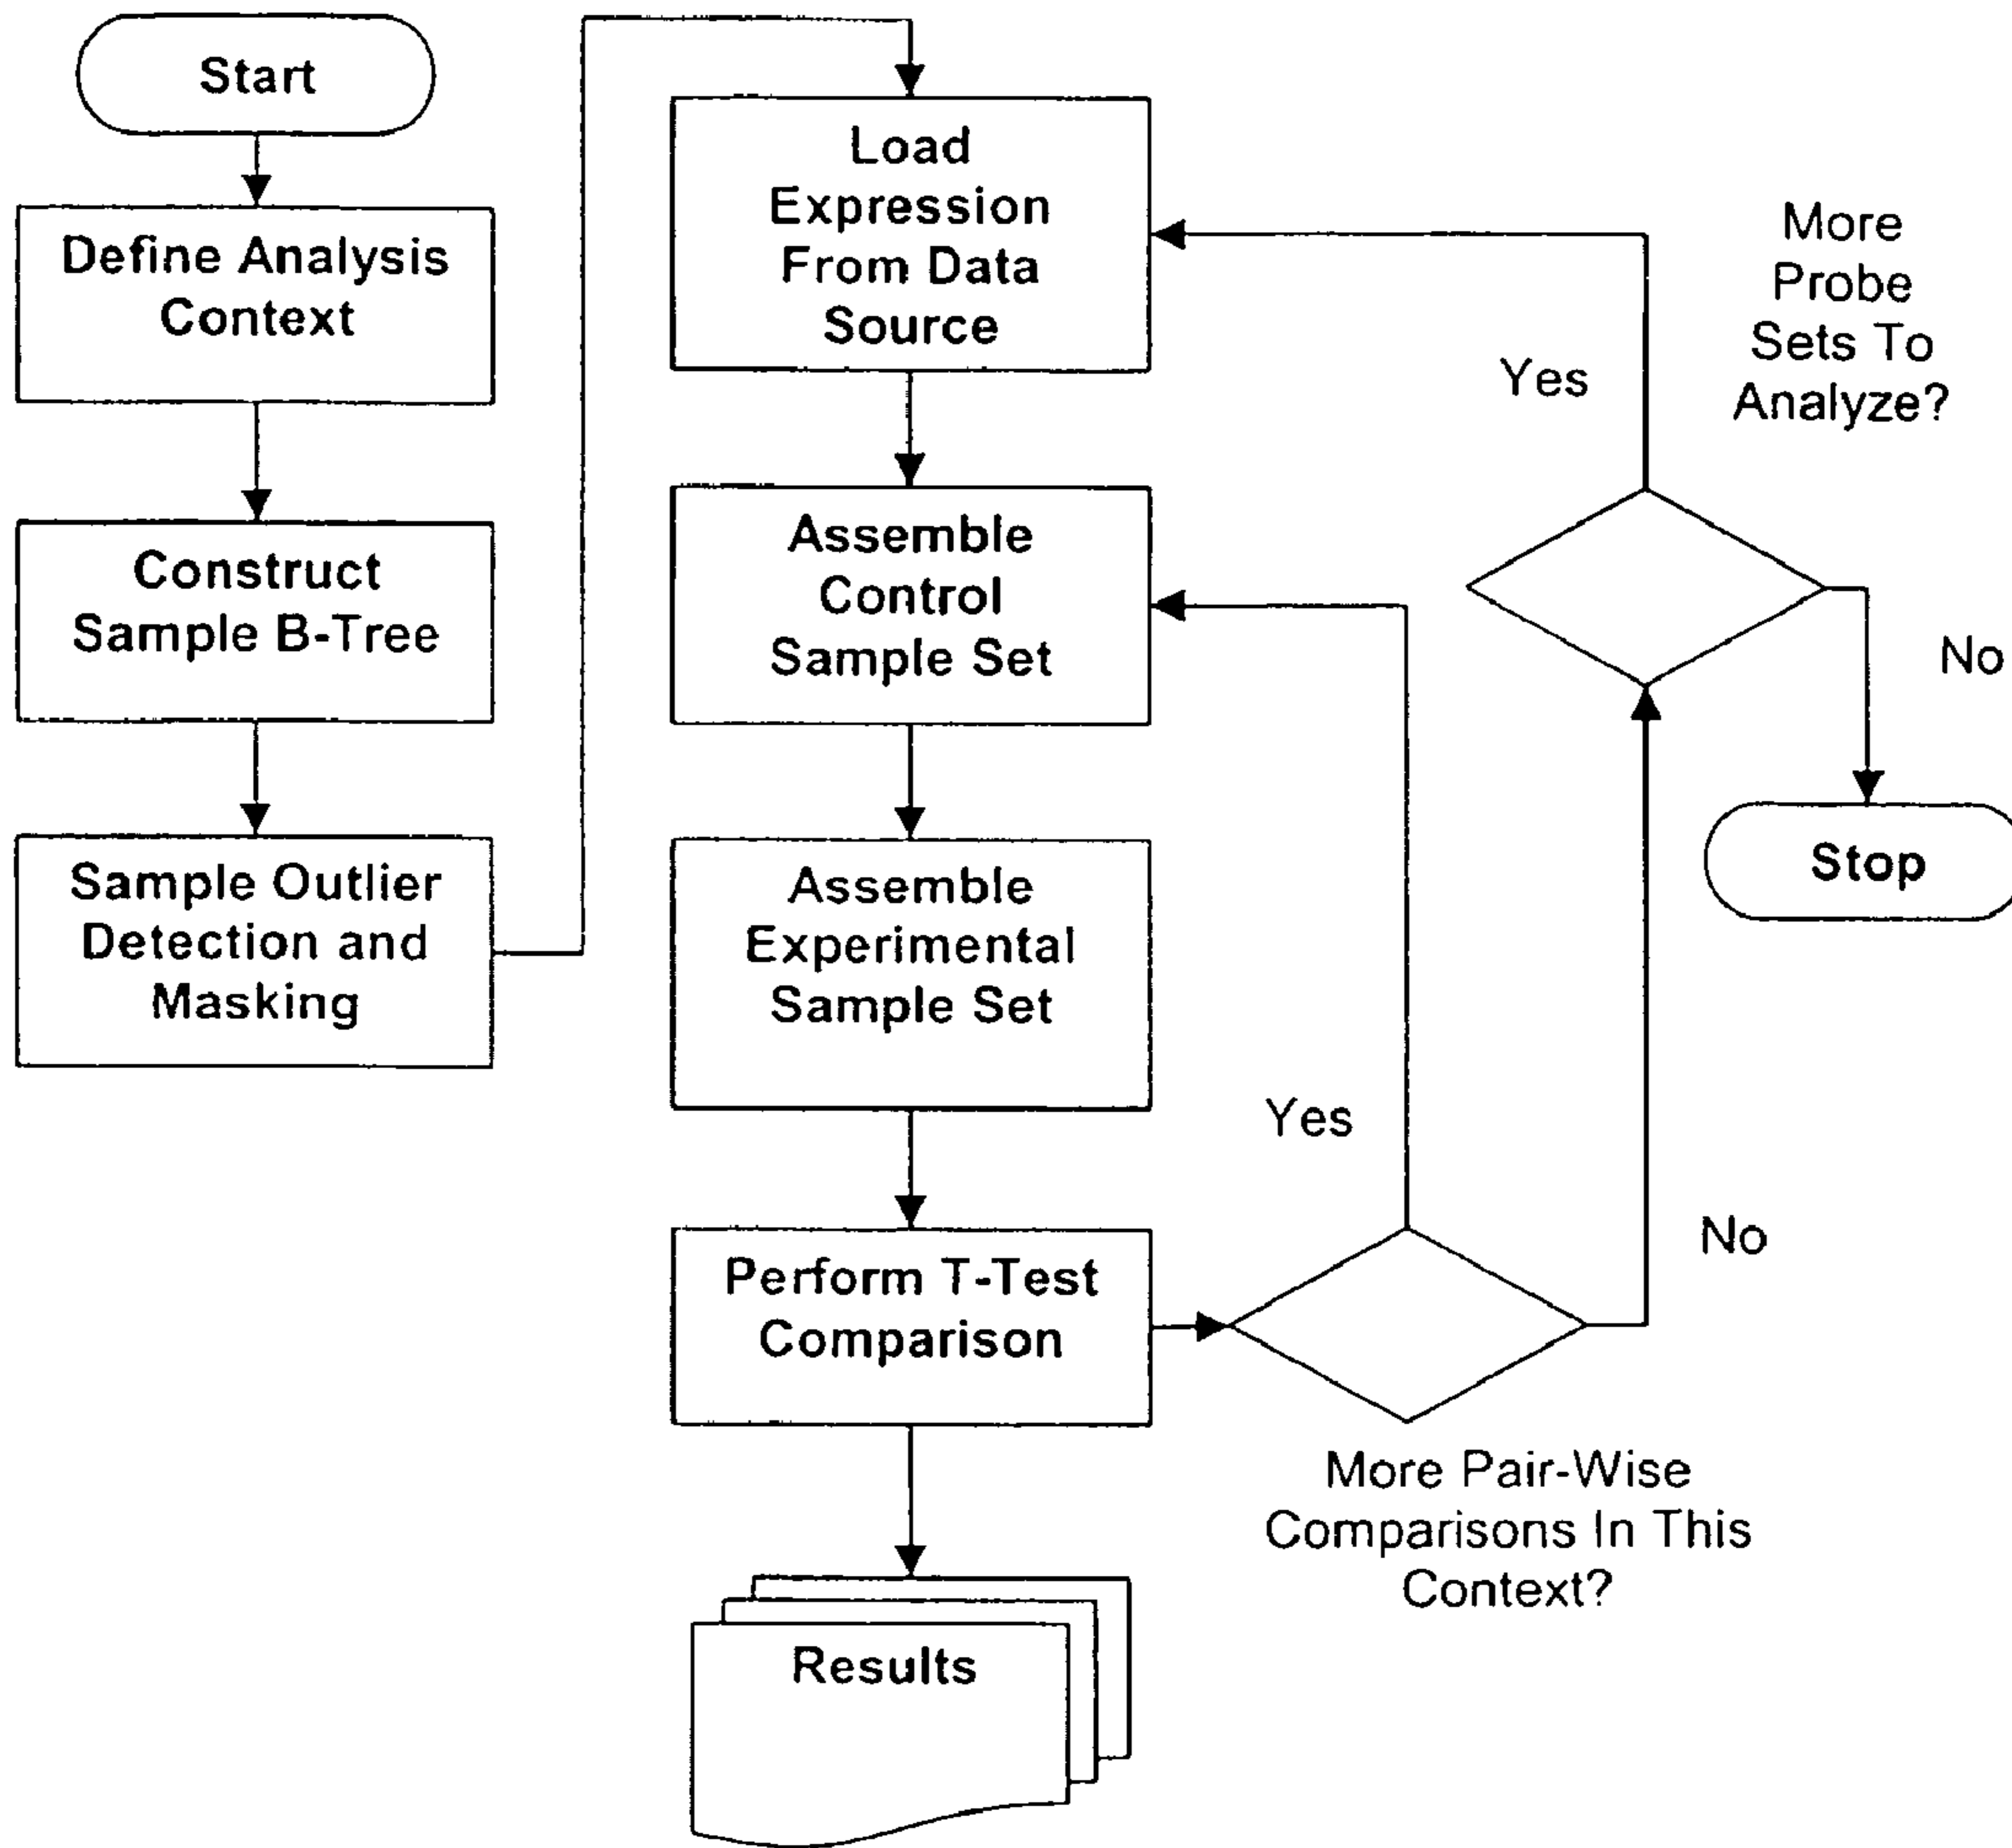 Start
Define Analysis
Context
Construct
Sample B-Tree
Sample Outlier
Detection and
Masking
Load
Expression
From Data
Source
Assemble
Control
Sample Set
Assemble
Experimental
Sample Set
Perform T-Test
Comparison
Results
Yes
No
More Pair-Wise
Comparisons In This
Context?
More
Probe
Sets To
Analyze?
Yes
No
Stop